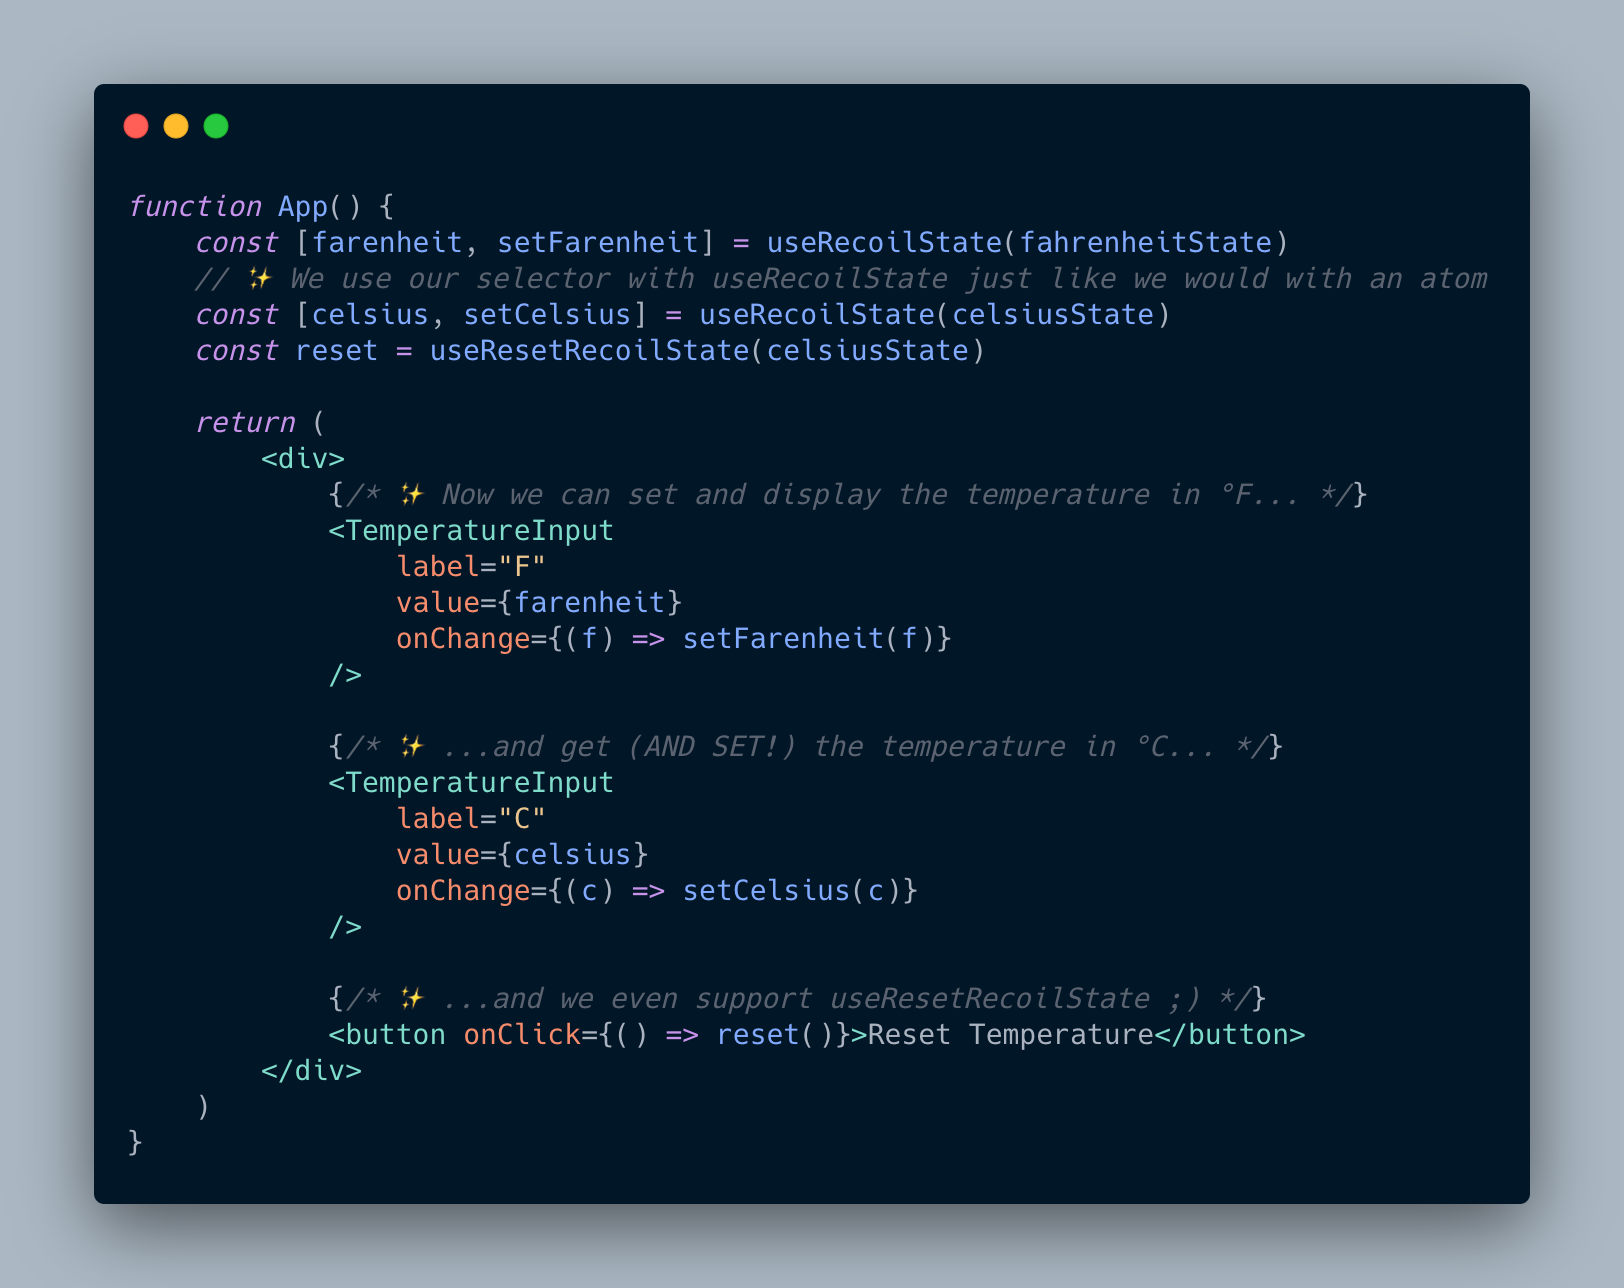 function App() {
    const [farenheit, setFarenheit] = useRecoilState(fahrenheitState)
    // ✨ We use our selector with useRecoilState just like we would with an atom
    const [celsius, setCelsius] = useRecoilState(celsiusState)
    const reset = useResetRecoilState(celsiusState)

    return (
        <div>
            {/* ✨ Now we can set and display the temperature in °F... */}
            <TemperatureInput
                label="F"
                value={farenheit}
                onChange={(f) => setFarenheit(f)}
            />

            {/* ✨ ...and get (AND SET!) the temperature in °C... */}
            <TemperatureInput
                label="C"
                value={celsius}
                onChange={(c) => setCelsius(c)}
            />

            {/* ✨ ...and we even support useResetRecoilState ;) */}
            <button onClick={() => reset()}>Reset Temperature</button>
        </div>
    )
}